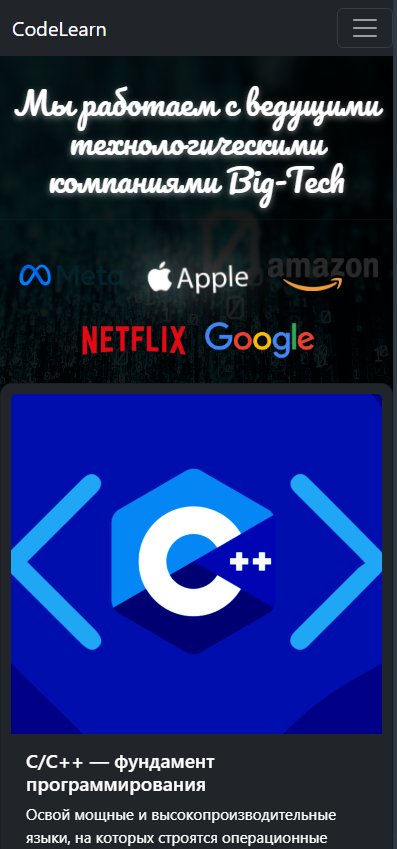 CodeLearn
Мы работаем с ведущими
технологическими
компаниями Big-Tech
Meta Apple amazon
NETFLIX Google
C++
C/C++ — фундамент
программирования
Освой мощные и высокопроизводительные
языки, на которых строятся операционные